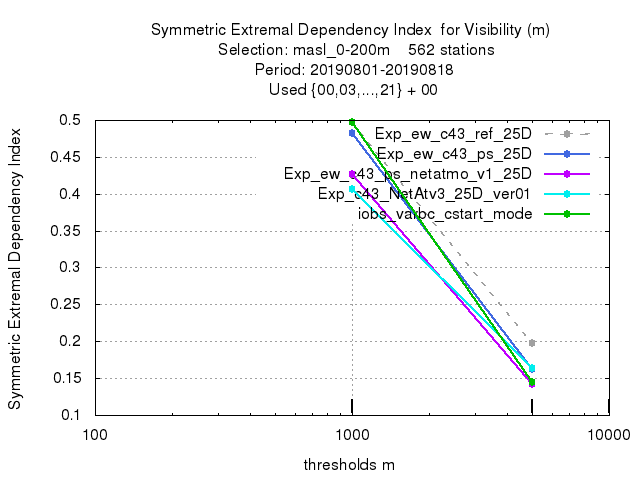 Symmetric Extremal Dependency Index  for Visibility (m)
Selection: masl_0-200m    562 stations
Period: 20190801-20190818
Used {00,03,...,21} + 00
Symmetric Extremal Dependency Index
0.5
0.45
0.4
0.35
0.3
0.25
0.2
0.15
0.1
Exp_ew_c43_ref_25D
Exp_ew_c43_ps_25D
Exp_ew_c43_ps_netatmo_v1_25D
Exp_c43_NetAtv3_25D_ver01
iobs_varbc_cstart_mode
100
1000
10000
thresholds m